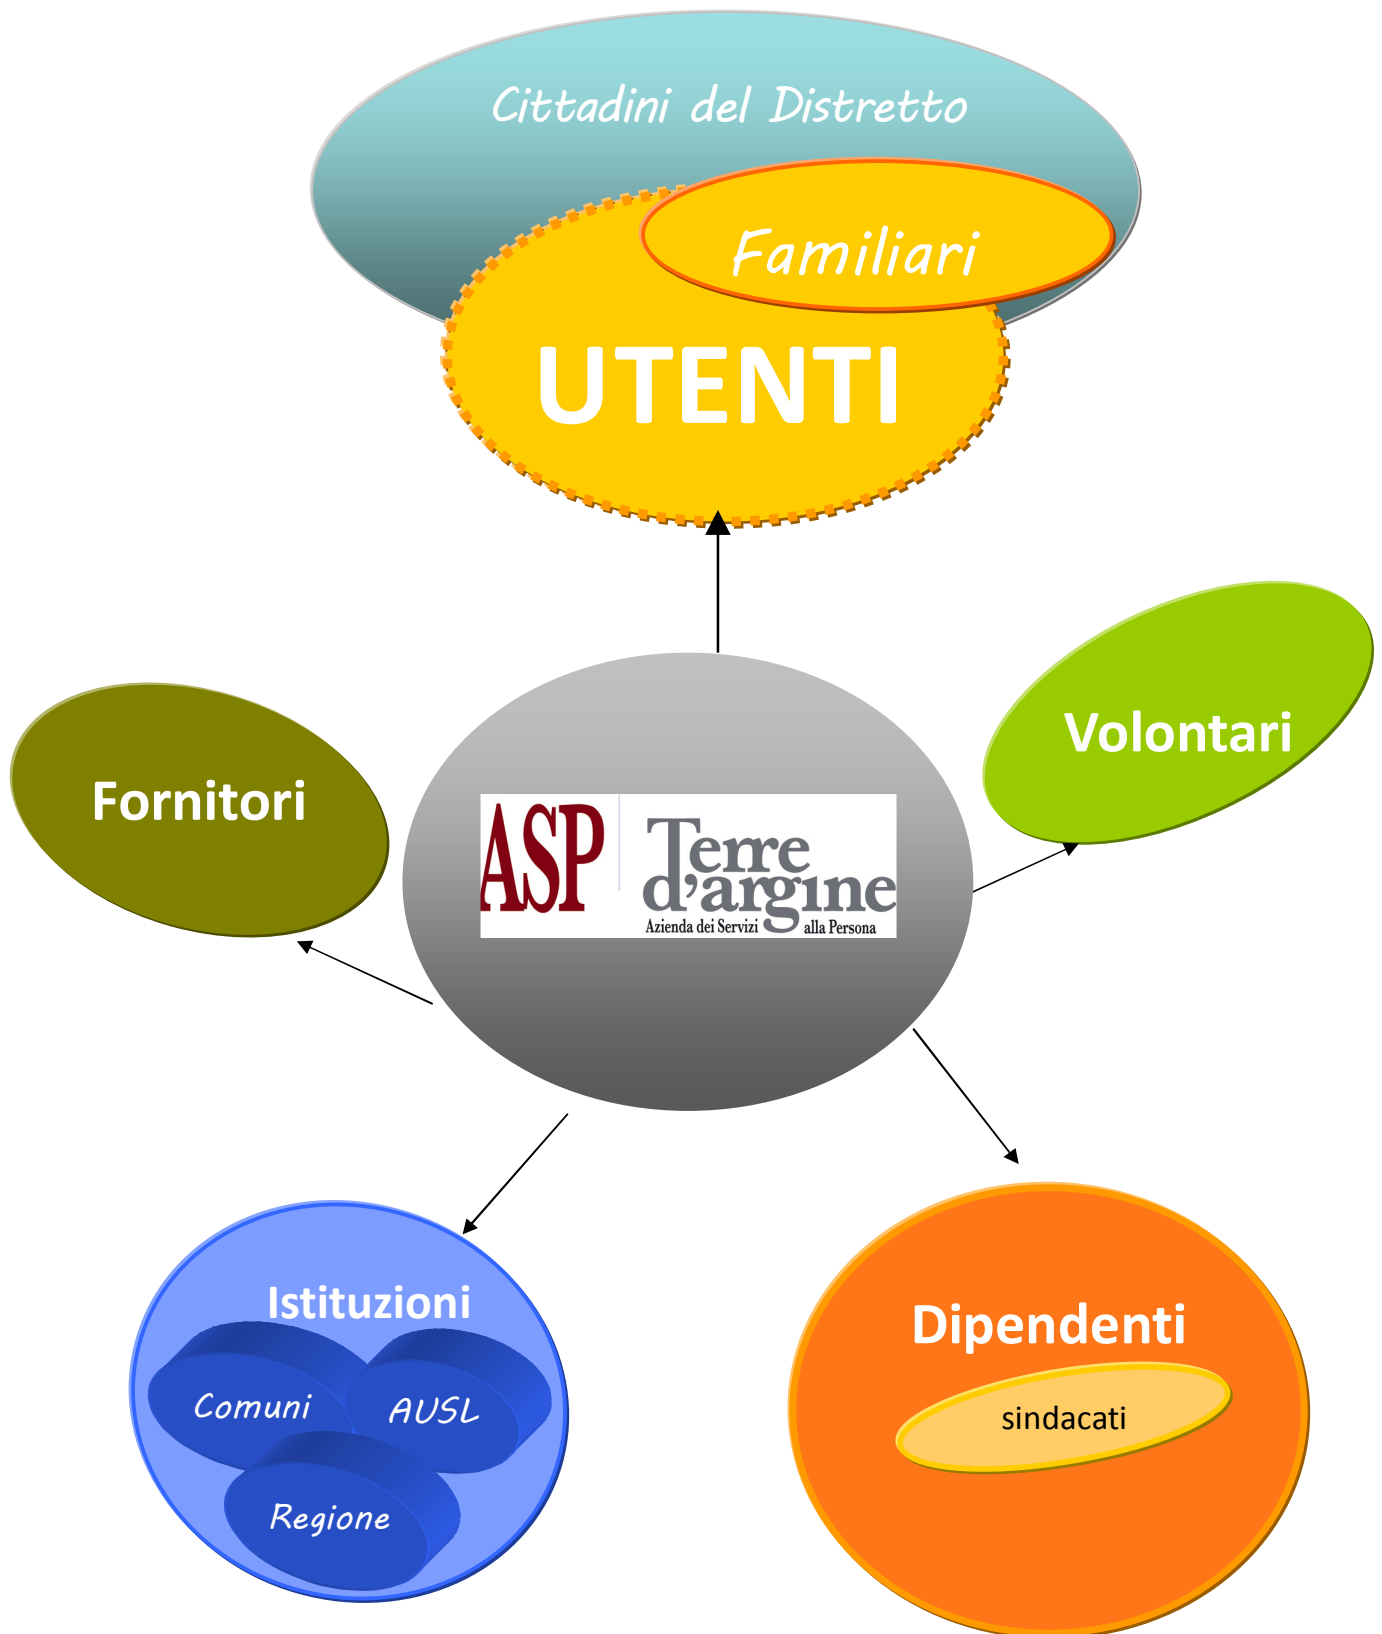 Cittadini del Distretto
Familiari
UTENTI
Volontari
Fornitori
ASP
Terre
d'argine
Azienda dei Servizi alla Persona
Istituzioni
Comuni
AUSL
Regione
Dipendenti
sindacati